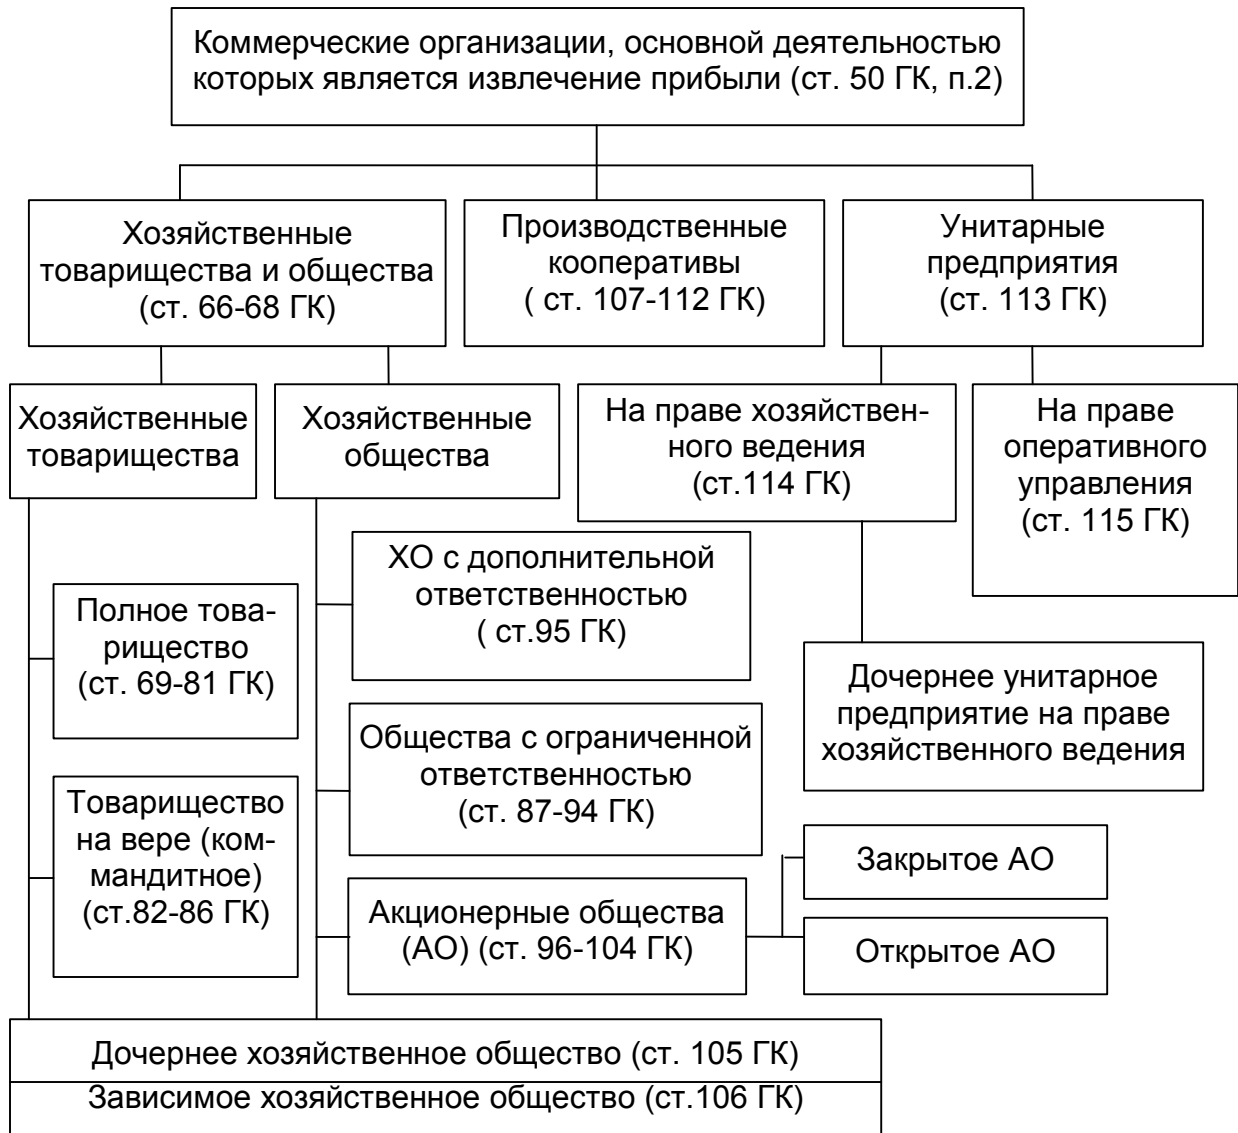 Коммерческие организации, основной деятельностью
которых является извлечение прибыли (ст. 50 ГК, п.2)
Хозяйственные
товарищества и общества
(ст. 66-68 ГК)
Производственные
кооперативы
( ст. 107-112 ГК)
Унитарные
предприятия
(ст. 113 ГК)
Хозяйственные
товарищества
Хозяйственные
общества
На праве хозяйствен-
ного ведения
(ст.114 ГК)
На праве
оперативного
управления
(ст. 115 ГК)
ХО с дополнительной
ответственностью
( ст.95 ГК)
Полное това-
рищество
(ст. 69-81 ГК)
Дочернее унитарное
предприятие на праве
хозяйственного ведения
Общества с ограниченной
ответственностью
(ст. 87-94 ГК)
Товарищество
на вере (ком-
мандитное)
(ст.82-86 ГК)
Закрытое АО
Акционерные общества
(АО) (ст. 96-104 ГК)
Открытое АО
Дочернее хозяйственное общество (ст. 105 ГК)
Зависимое хозяйственное общество (ст.106 ГК)